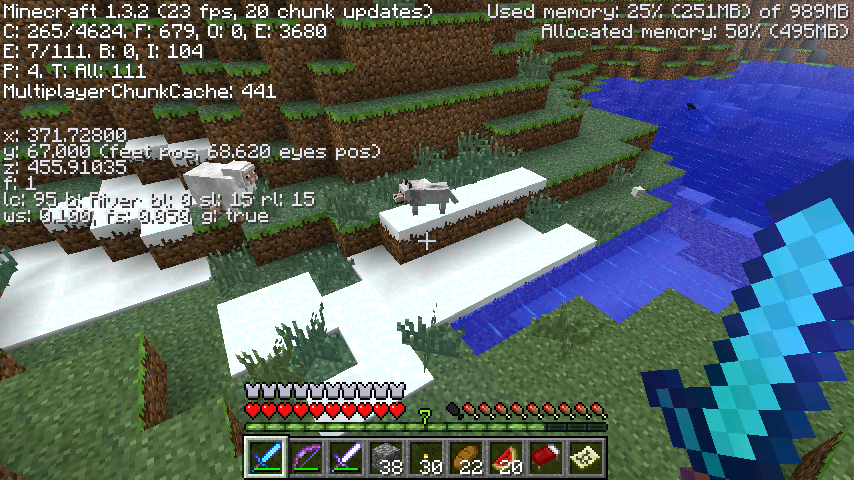 Minecraft 1.3.2 (23 fps, 20 chunk updates)
C: 265/4624, F: 679, O: 0, E: 3680
E: 7/111, B: 0, I: 104
P: 4, T: All: 111
MultiplayerChunkCache: 441
x: 371.72800
y: 67.000 (feet pos, 68.620 eyes pos)
z: 455.91035
f: 1
lc: 95 b: River bl: 9 sl: 15 rl: 15
ws: 0.100, fs: 0.050, g: true
Used memory: 25% (251MB) of 989MB
Allocated memory: 50% (495MB)
7
38
30
22
20